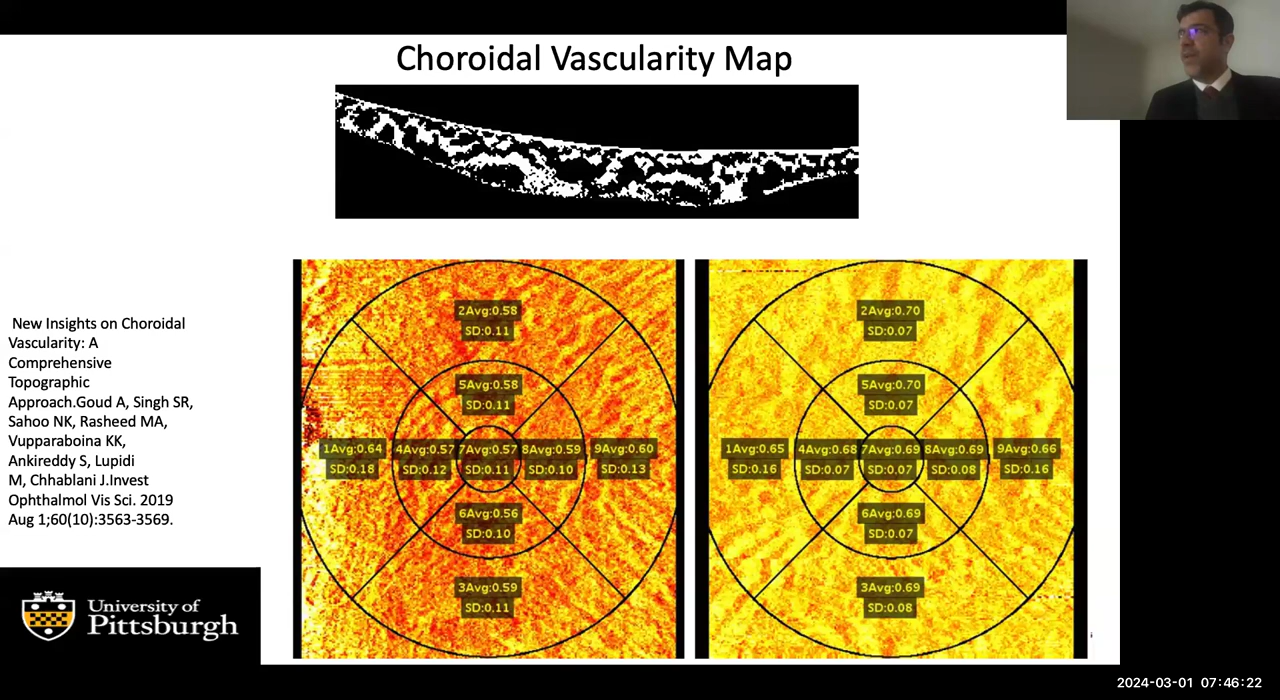 Choroidal Vascularity Map
New Insights on Choroidal
Vascularity: A
Comprehensive
Topographic
Approach.Goud A, Singh SR,
Sahoo NK, Rasheed MA,
Vupparaboina KK,
Ankireddy S, Lupidi
M, Chhablani J.Invest
Ophthalmol Vis Sci. 2019
Aug 1;60(10):3563-3569.
2Avg:0.58
SD:0.11
5Avg:0.58
SD:0.11
1Avg:0.64 4Avg:0.57 7Avg:0.57 8Avg:0.59 9Avg:0.60
SD:0.18 SD:0.12 SD:0.11 SD:0.10 SD:0.13
6Avg:0.56
SD:0.10
3Avg:0.59
SD:0.11
2Avg:0.70
SD:0.07
5Avg:0.70
SD:0.07
1Avg:0.65 4Avg:0.68 7Avg:0.69 8Avg:0.69 9Avg:0.66
SD:0.16 SD:0.07 SD:0.07 SD:0.08 SD:0.16
6Avg:0.69
SD:0.07
3Avg:0.69
SD:0.08
University of
Pittsburgh
2024-03-01 07:46:22